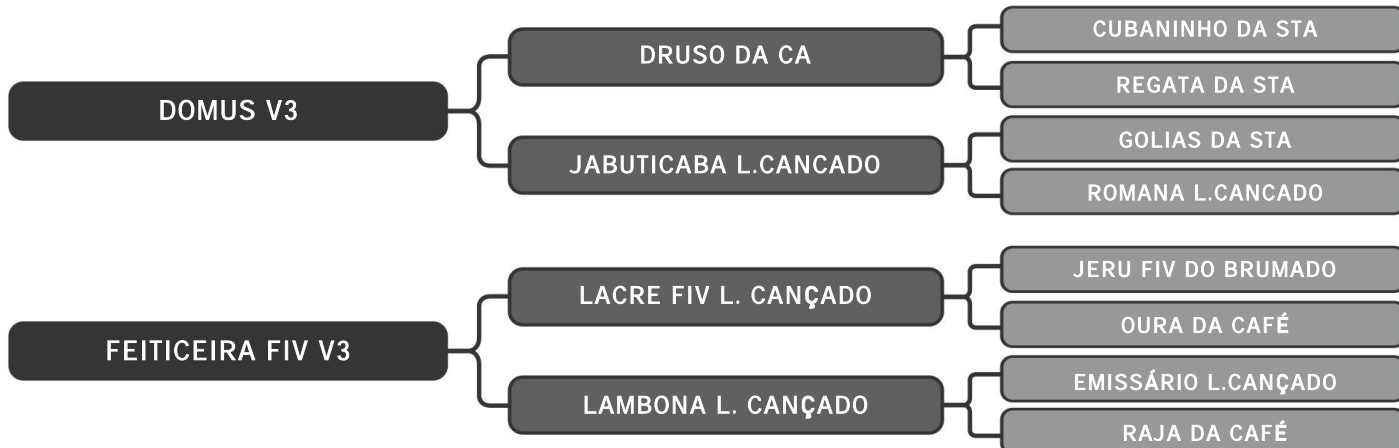 DOMUS V3
DRUSO DA CA
CUBANINHO DA STA
REGATA DA STA
JABUTICABA L.CANCADO
GOLIAS DA STA
ROMANA L.CANCADO
FEITICEIRA FIV V3
LACRE FIV L. CANÇADO
JERU FIV DO BRUMADO
OURA DA CAFÉ
LAMBONA L. CANÇADO
EMISSÁRIO L.CANÇADO
RAJA DA CAFÉ